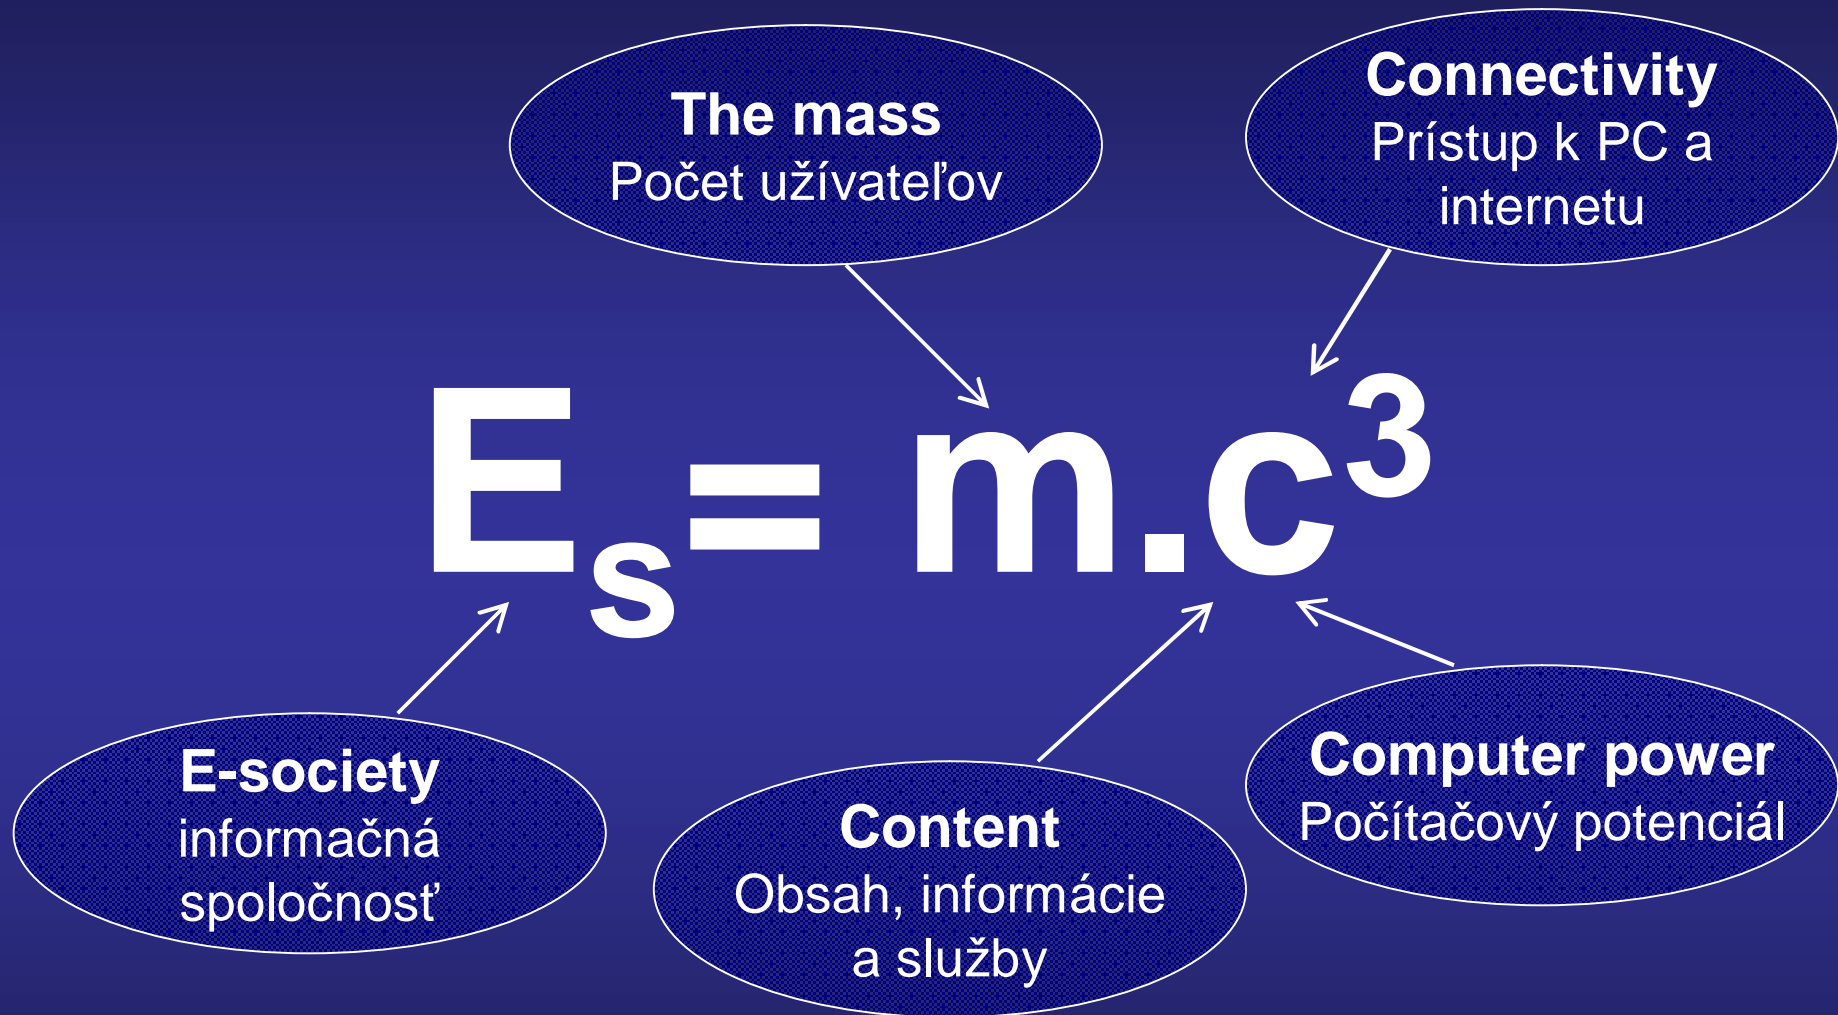 The mass
Počet užívateľov
Connectivity
Prístup k PC a
internetu
Es= m.c³
E-society
informačná
spoločnosť
Content
Obsah, informácie
a služby
Computer power
Počítačový potenciál